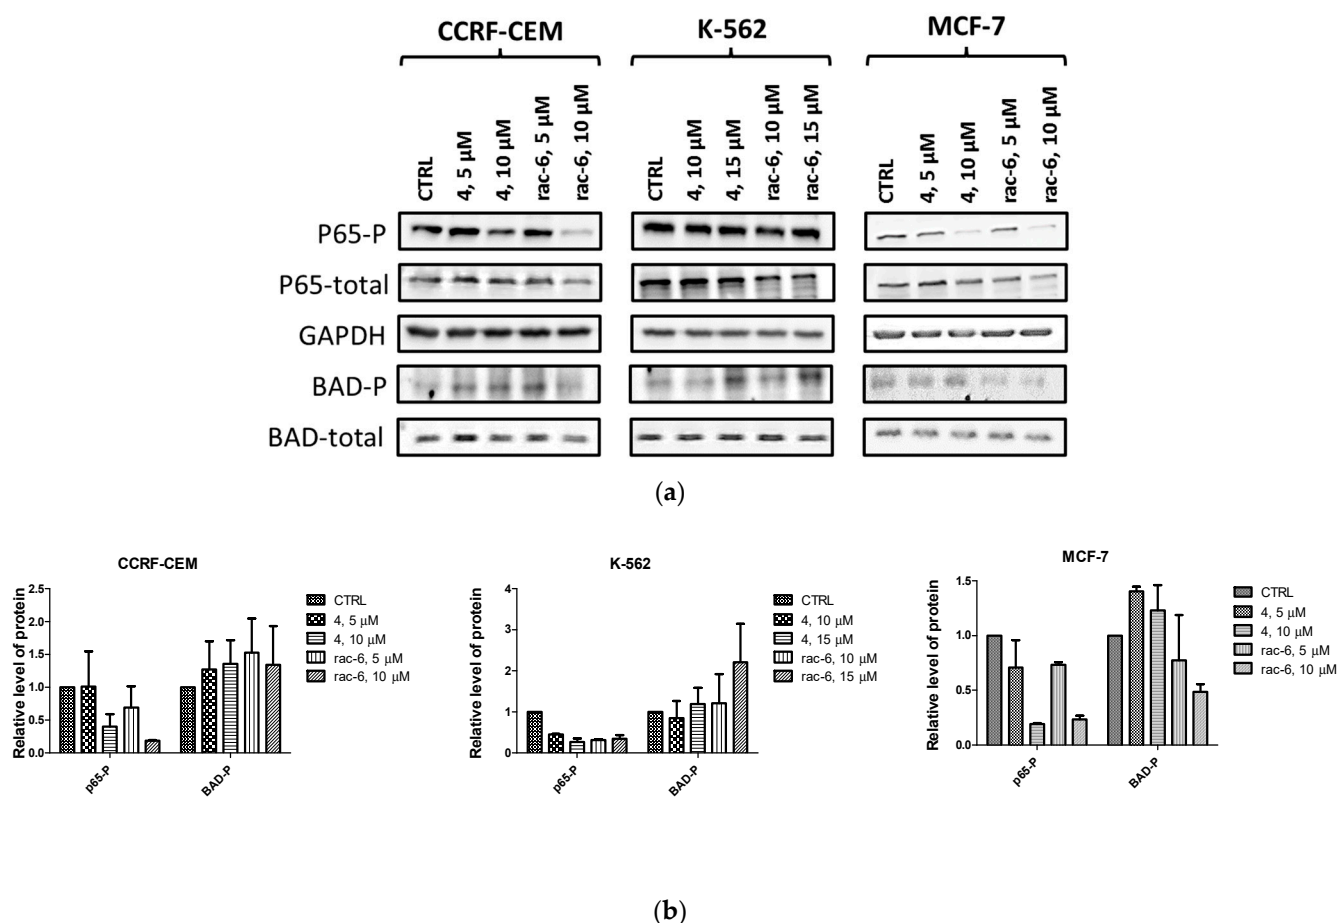 CCRF-CEM K-562 MCF-7
CTRL 4, 5 µM 4, 10 µM rac-6, 5 µM rac-6, 10 µM CTRL 4, 10 µM 4, 15 µM rac-6, 10 µM rac-6, 15 µM CTRL 4, 5 µM 4, 10 µM rac-6, 5 µM rac-6, 10 µM
P65-P
P65-total
GAPDH
BAD-P
BAD-total
(a)
CCRF-CEM
Relative level of protein
2.5
2.0
1.5
1.0
0.5
0.0
p65-P
BAD-P
CTRL
4, 5 µM
4, 10 µM
rac-6, 5 µM
rac-6, 10 µM
K-562
Relative level of protein
4
3
2
1
0
p65-P
BAD-P
CTRL
4, 10 µM
4, 15 µM
rac-6, 10 µM
rac-6, 15 µM
MCF-7
Relative level of protein
1.5
1.0
0.5
0.0
p65-P
BAD-P
CTRL
4, 5 µM
4, 10 µM
rac-6, 5 µM
rac-6, 10 µM
(b)